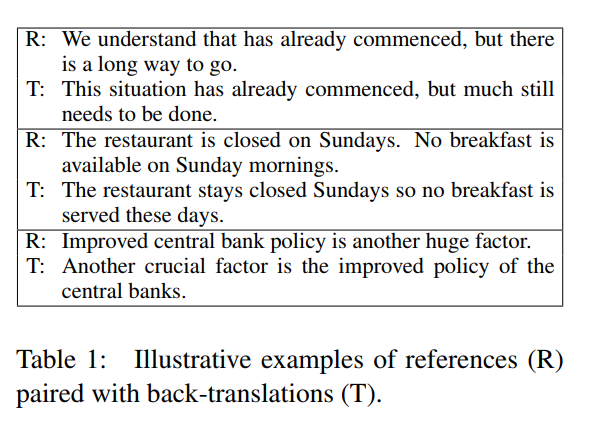 R: We understand that has already commenced, but there
is a long way to go.
T: This situation has already commenced, but much still
needs to be done.
R: The restaurant is closed on Sundays. No breakfast is
available on Sunday mornings.
T: The restaurant stays closed Sundays so no breakfast is
served these days.
R: Improved central bank policy is another huge factor.
T: Another crucial factor is the improved policy of the
central banks.
Table 1: Illustrative examples of references (R)
paired with back-translations (T).